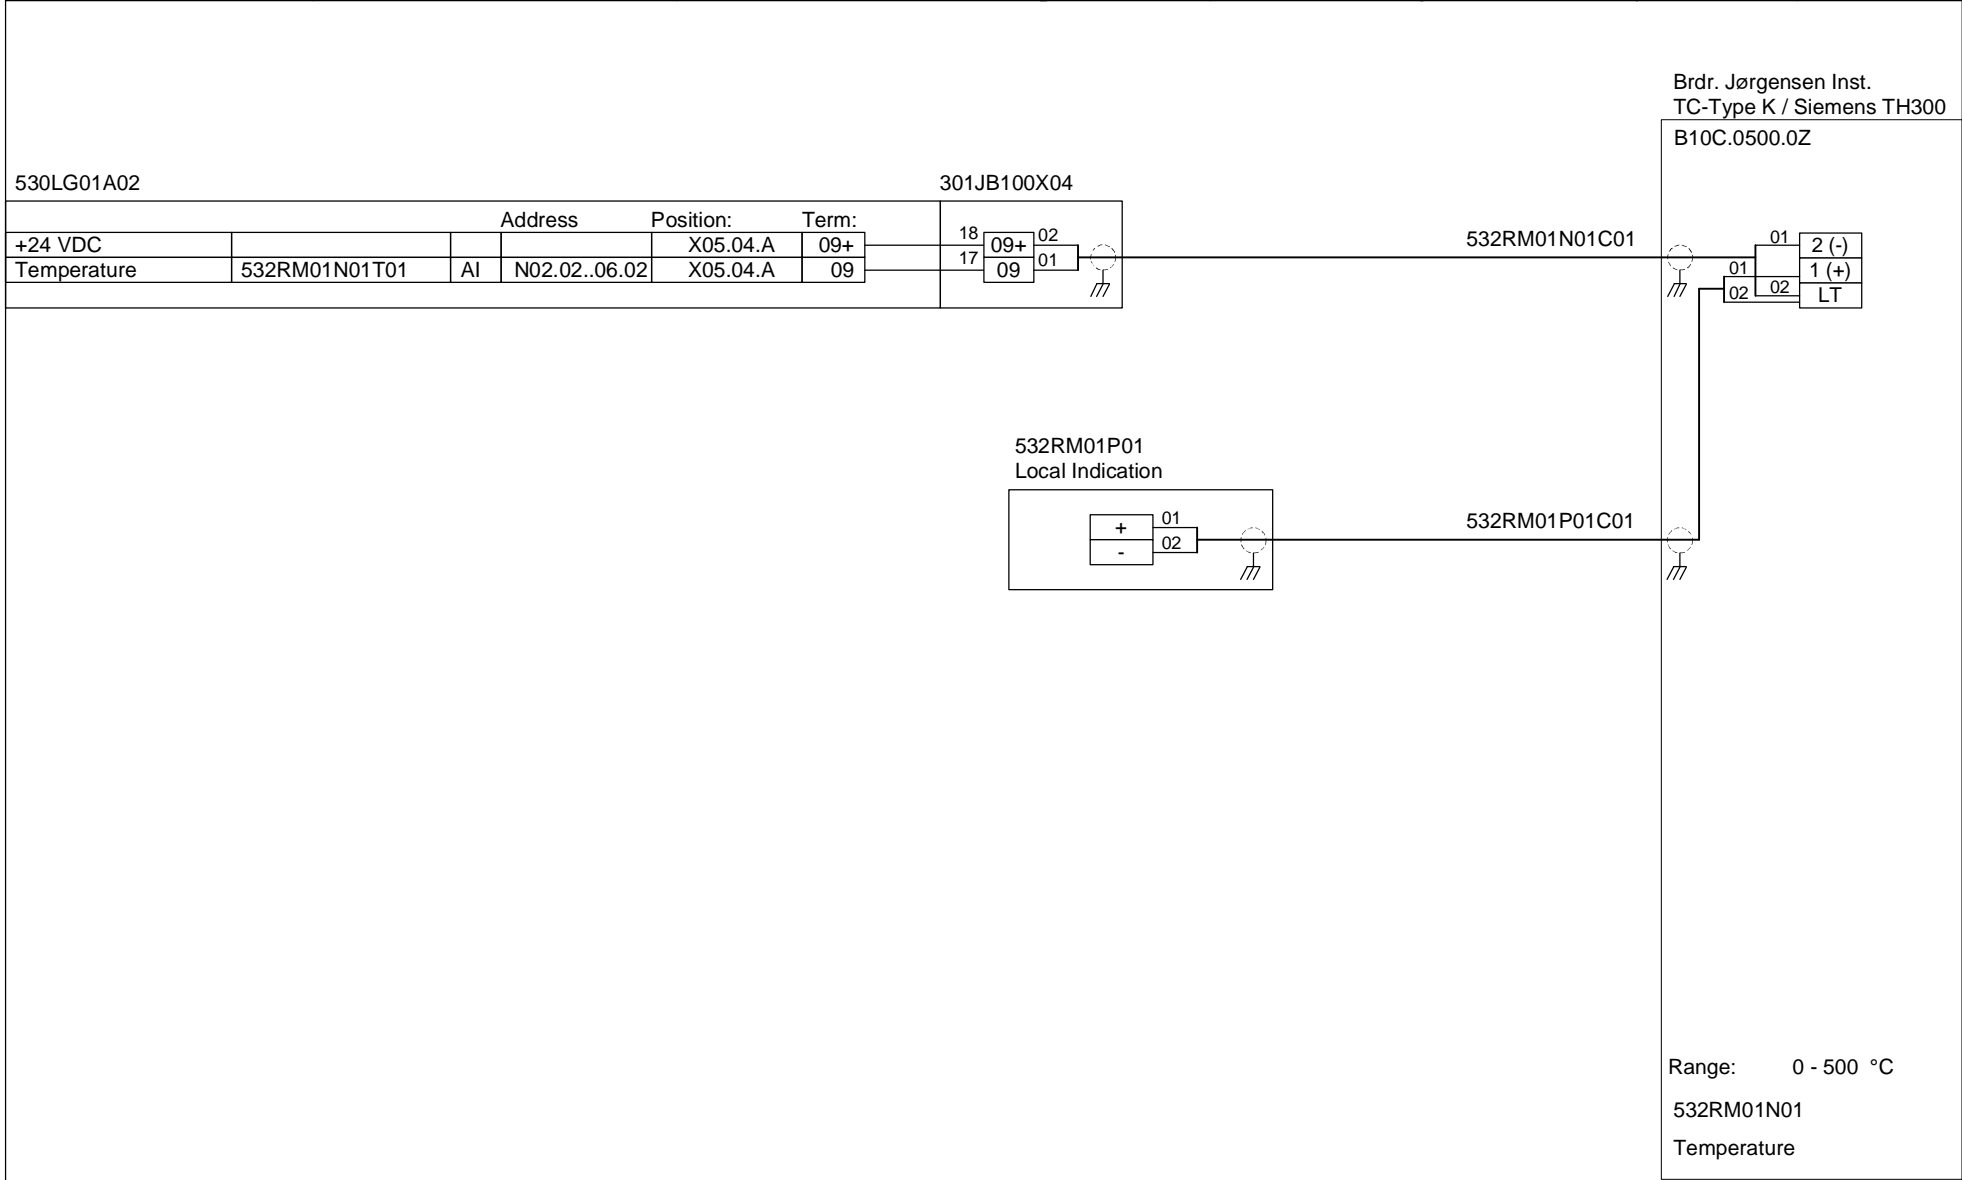 Brdr. Jørgensen Inst.
TC-Type K / Siemens TH300
B10C.0500.0Z
530LG01A02
301JB100X04
Address Position: Term:
+24 VDC X05.04.A 09+
Temperature 532RM01N01T01 AI N02.02..06.02 X05.04.A 09
18 09+ 02
17 09 01
532RM01N01C01
01 2 (-)
01 1 (+)
02 02 LT
532RM01P01
Local Indication
+ 01
- 02
532RM01P01C01
Range: 0 - 500 °C
532RM01N01
Temperature